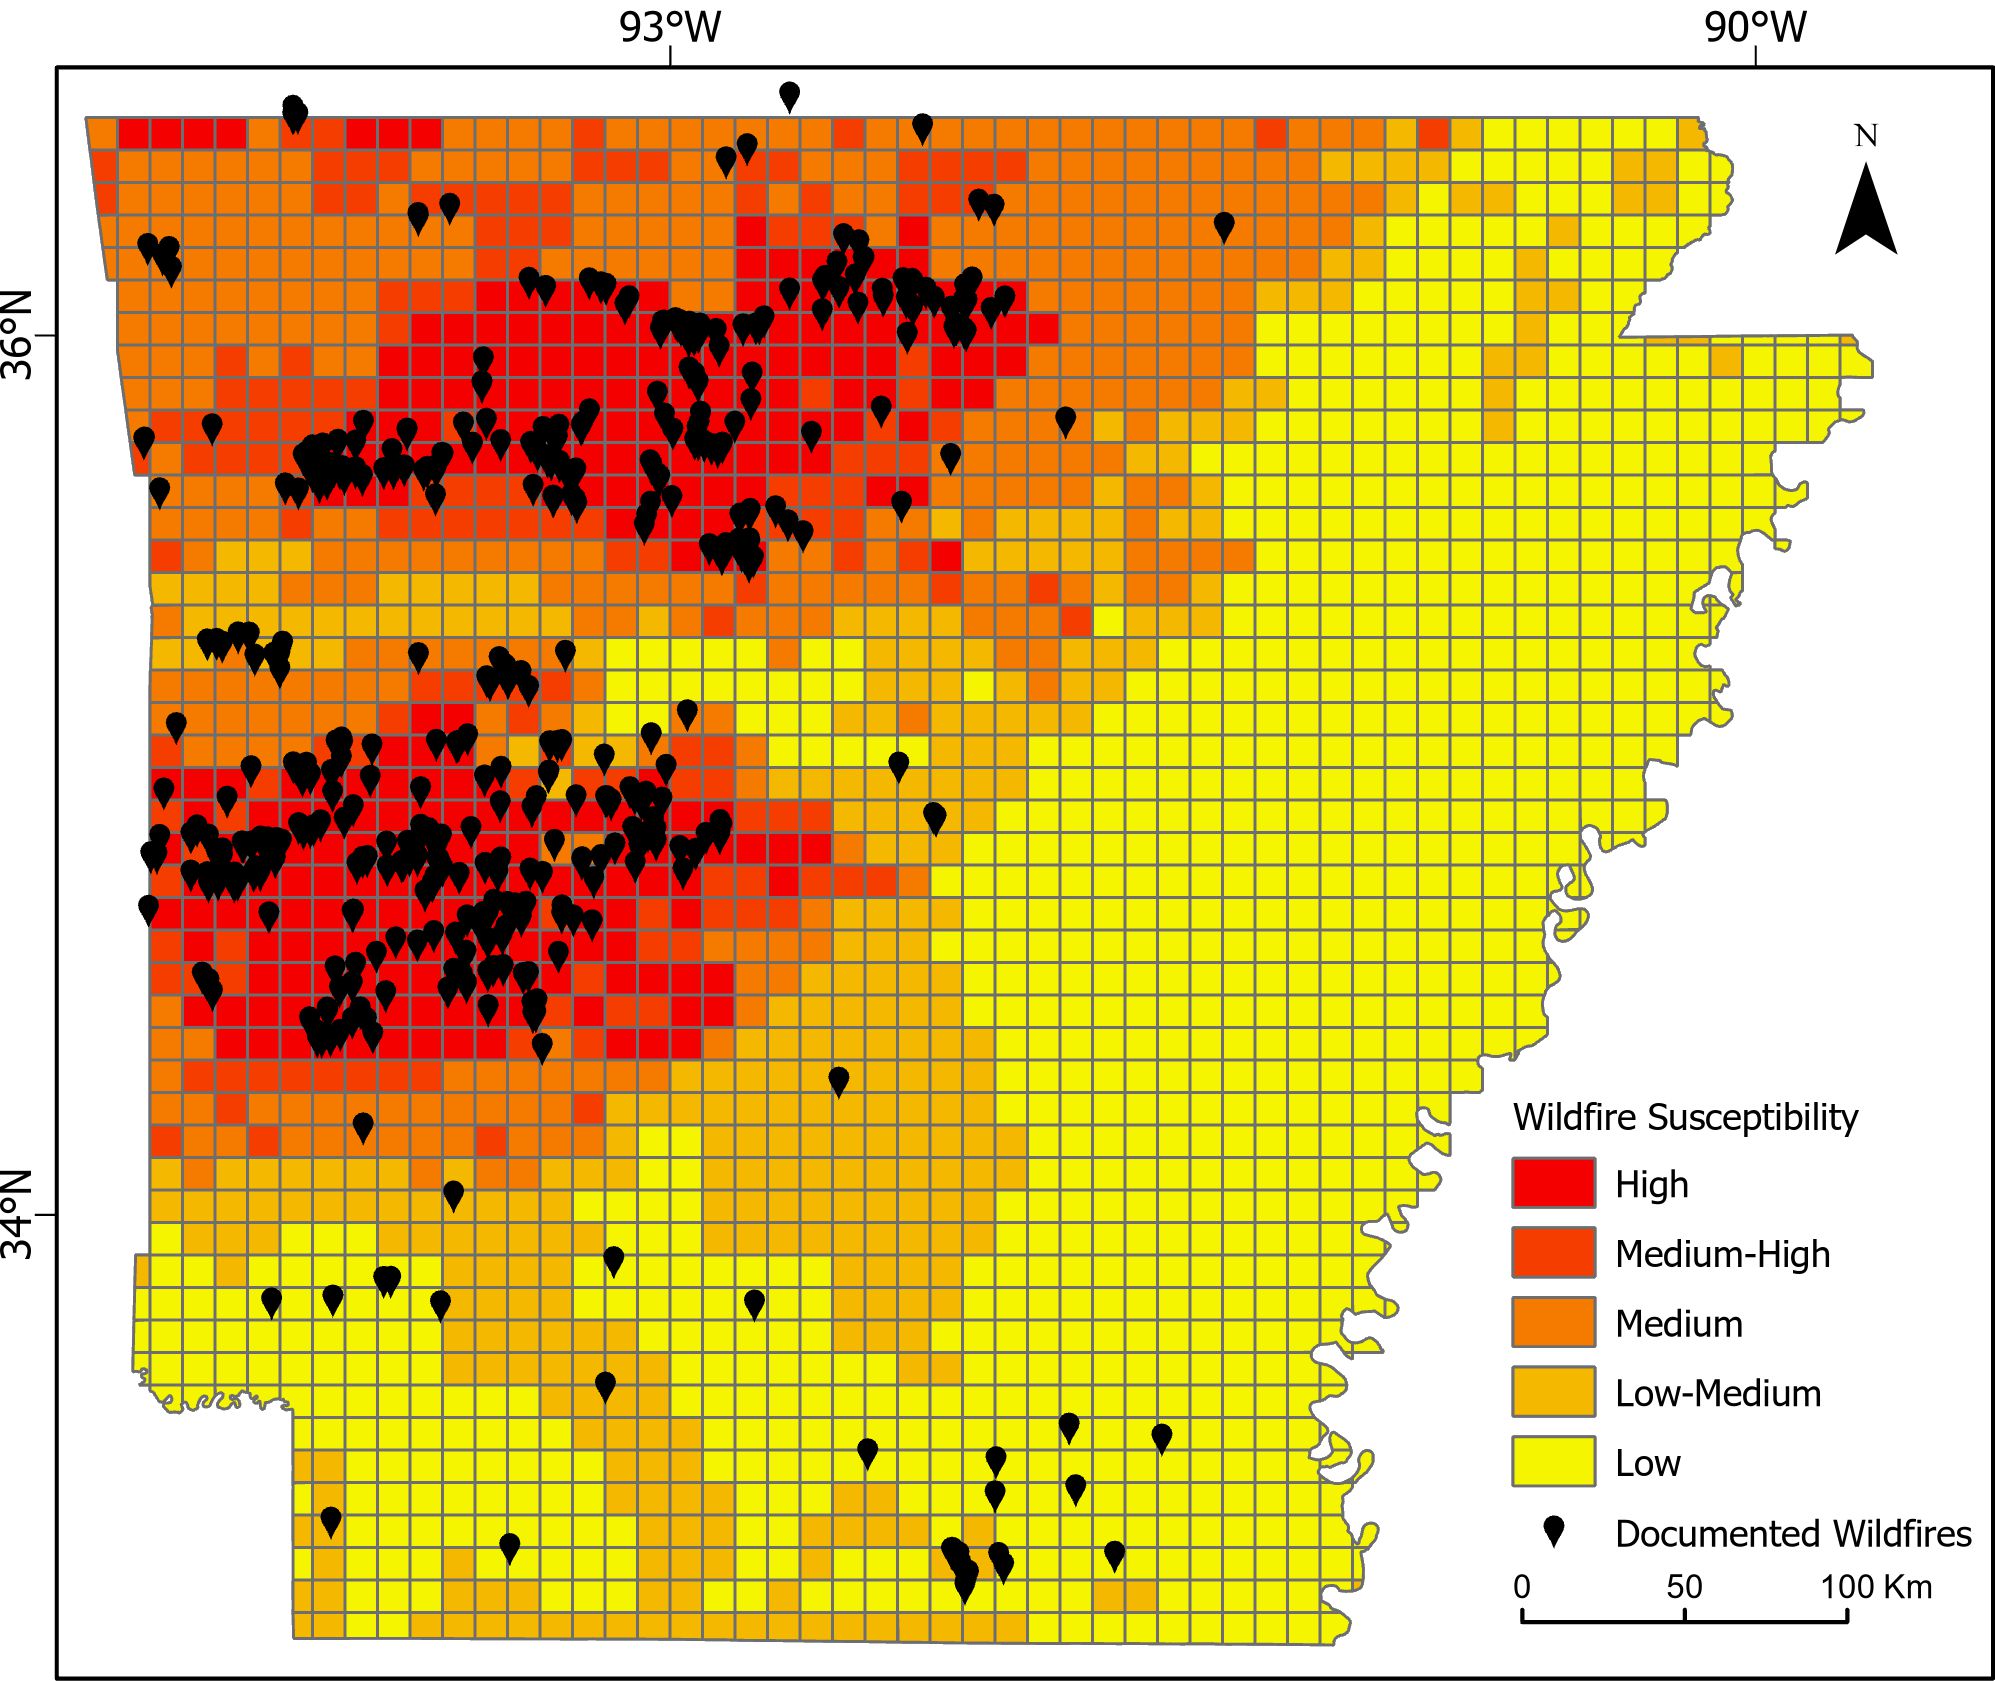 93°W
90°W
N
36°N
34°N
Wildfire Susceptibility
High
Medium-High
Medium
Low-Medium
Low
Documented Wildfires
0 50 100 Km